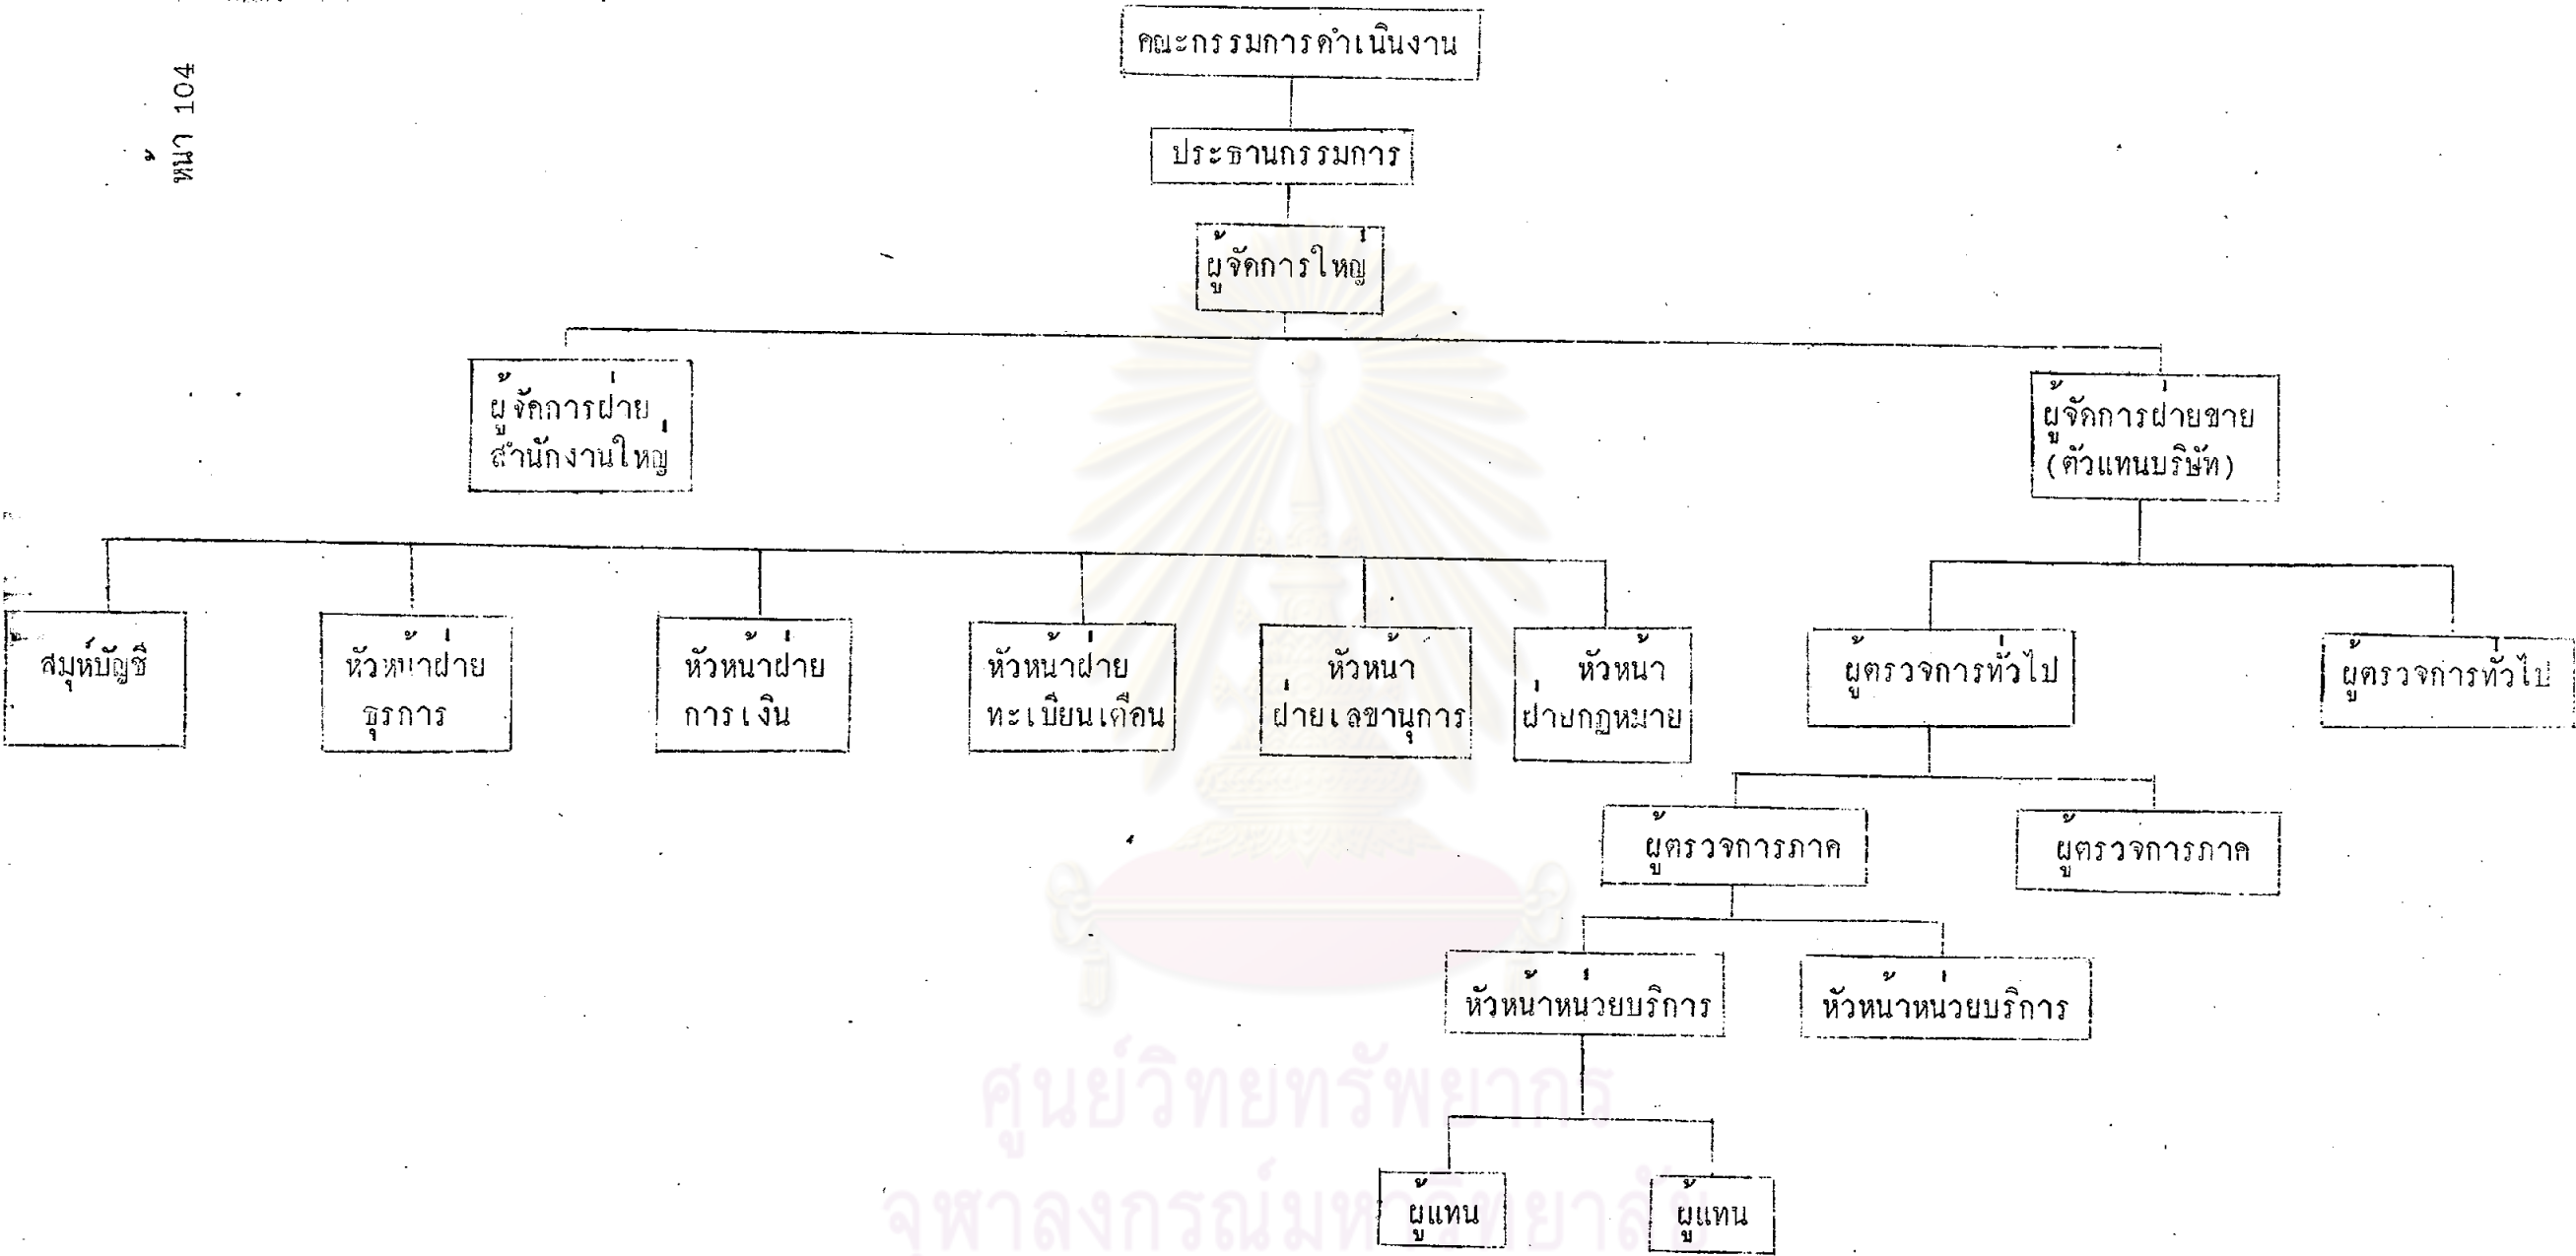 หน้า 104
คณะกรรมการดำเนินงาน
ประธานกรรมการ
ผู้จัดการใหญ่
ผู้จัดการฝ่าย
สำนักงานใหญ่
ผู้จัดการฝ่ายขาย
(ตัวแทนบริษัท)
สมุห์บัญชี
หัวหน้าฝ่าย
ธุรการ
หัวหน้าฝ่าย
การเงิน
หัวหน้าฝ่าย
ทะเบียนเตือน
หัวหน้า
ฝ่ายเลขานุการ
หัวหน้า
ฝ่ายกฎหมาย
ผู้ตรวจการทั่วไป
ผู้ตรวจการทั่วไป
ผู้ตรวจการภาค
ผู้ตรวจการภาค
หัวหน้าหน่วยบริการ
หัวหน้าหน่วยบริการ
ผู้แทน
ผู้แทน
ศูนย์วิทยทรัพยากร
จุฬาลงกรณ์มหาวิทยาลัย